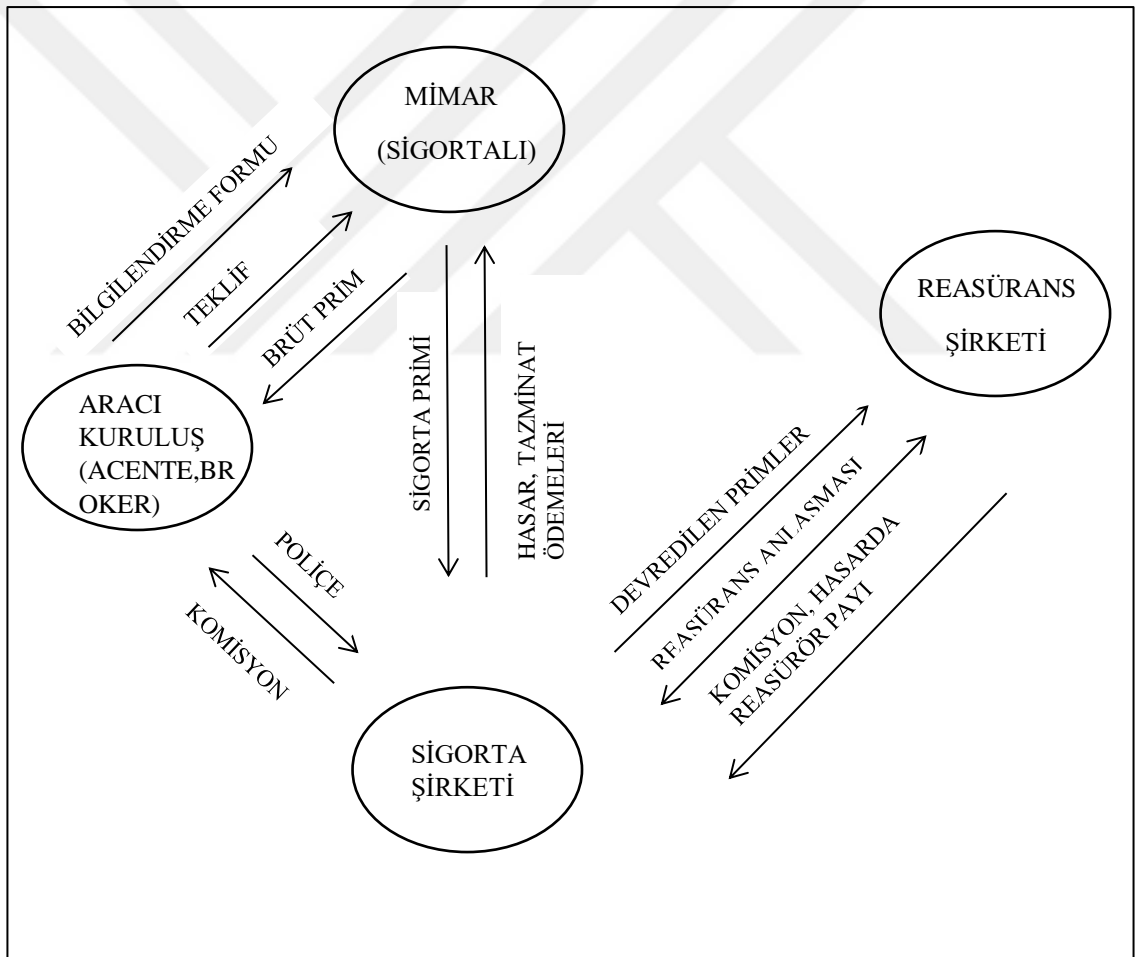 MİMAR
(SİGORTALI)
BİLGİLENDİRME FORMU
TEKLİF
BRÜT PRİM
REASÜRANS
ŞİRKETİ
ARACI
KURULUŞ
(ACENTE,BR
OKER)
SİGORTA PRİMİ
HASAR, TAZMİNAT
ÖDEMELERİ
DEVREDİLEN PRİMLER
REASÜRANS ANLASMASI
KOMİSYON, HASARDA
REASÜRÖR PAYI
POLİÇE
KOMİSYON
SİGORTA
ŞİRKETİ